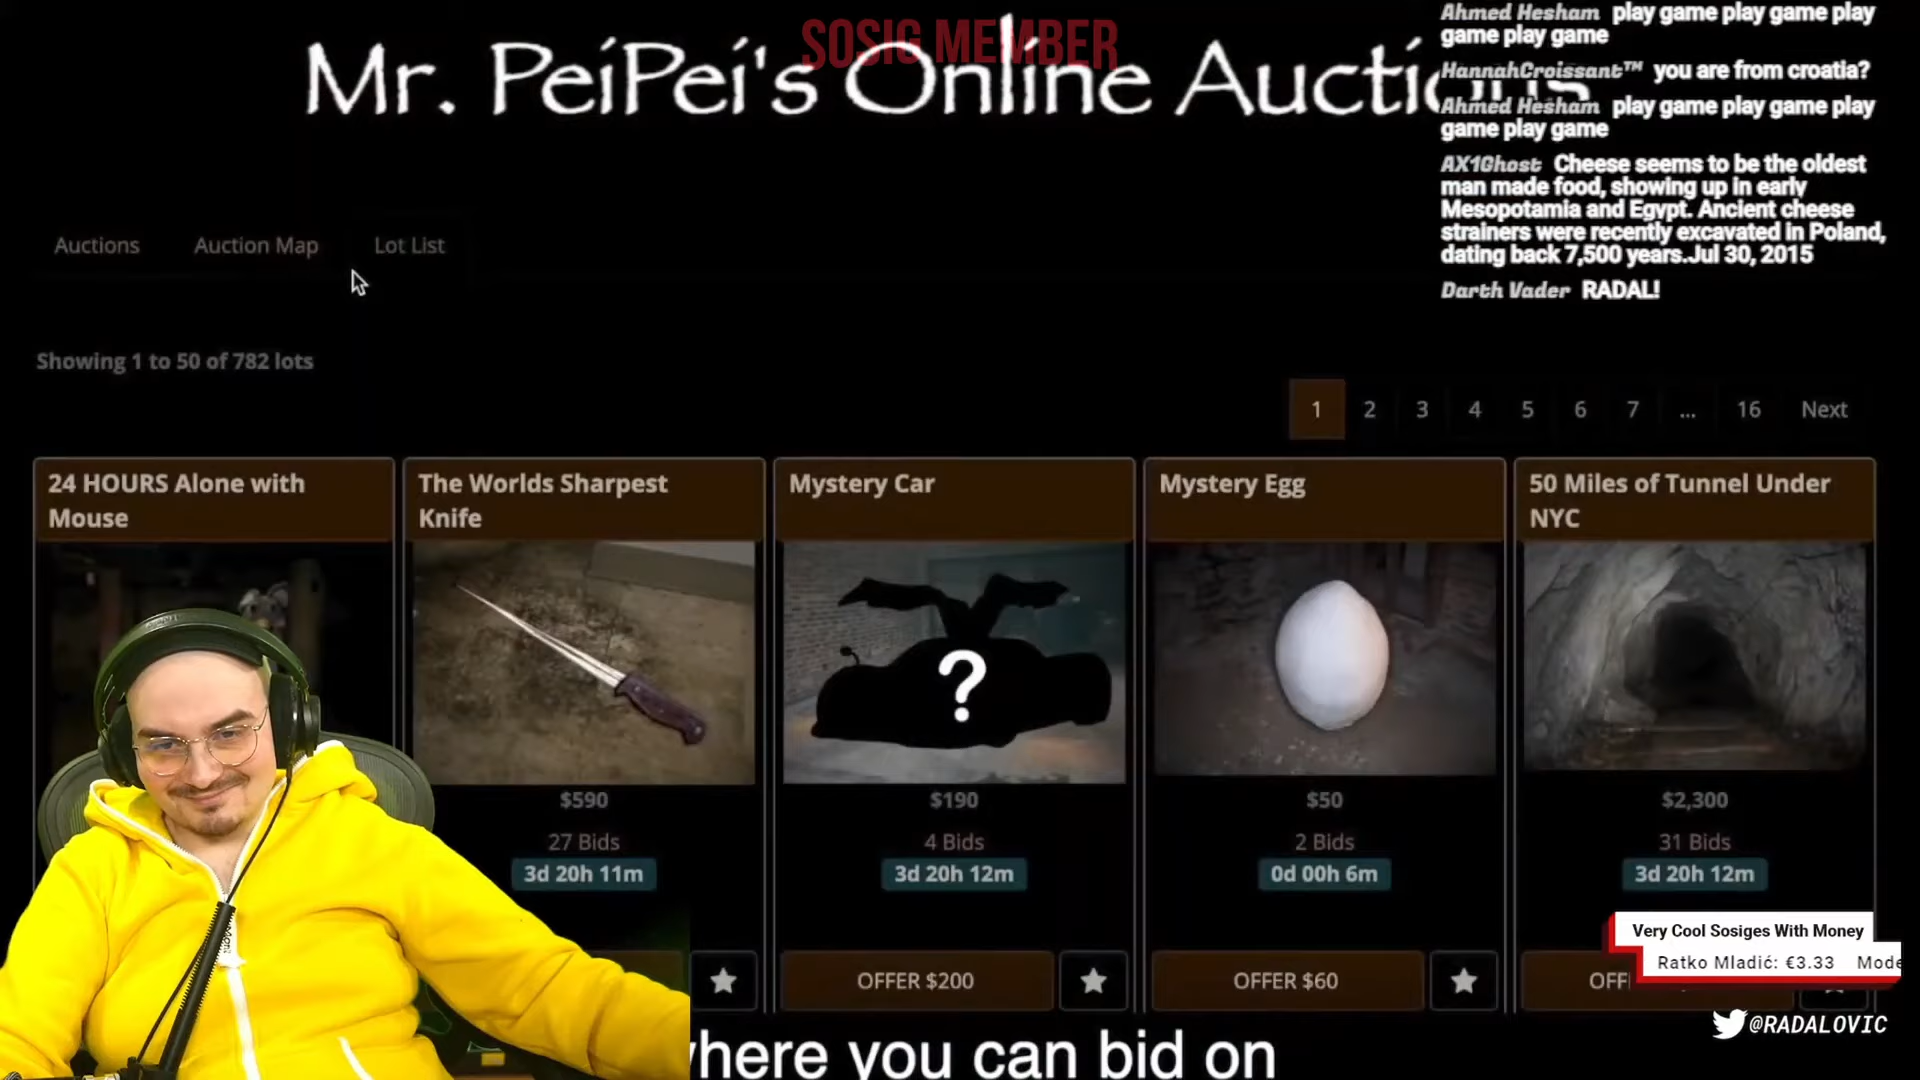 SOSIG MEMBER
Mr. PeiPei's Online Auctions
Ahmed Hesham play game play game play
game play game
HannahCroissant™ you are from croatia?
Ahmed Hesham play game play game play
game play game
AX1Ghost Cheese seems to be the oldest
man made food, showing up in early
Mesopotamia and Egypt. Ancient cheese
strainers were recently excavated in Poland,
dating back 7,500 years.Jul 30, 2015
Darth Vader RADAL!
Auctions Auction Map Lot List
Showing 1 to 50 of 782 lots
1 2 3 4 5 6 7 ... 16 Next
24 HOURS Alone with
Mouse
The Worlds Sharpest
Knife
Mystery Car
Mystery Egg
50 Miles of Tunnel Under
NYC
?
$590
27 Bids
3d 20h 11m
$190
4 Bids
3d 20h 12m
OFFER $200
$50
2 Bids
0d 00h 6m
OFFER $60
$2,300
31 Bids
3d 20h 12m
Very Cool Sosiges With Money
Ratko Mladić: €3.33
@RADALOVIC
where you can bid on